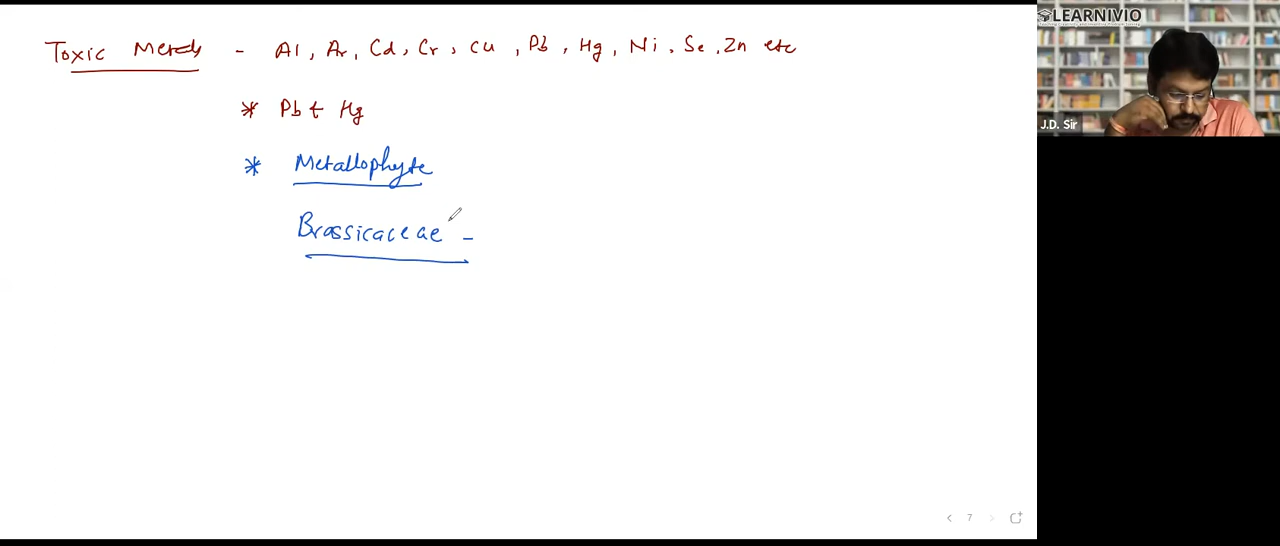 Toxic Metals - Al, Ar, Cd, Cr, Cu, Pb, Hg, Ni, Se, Zn etc
* Pb & Hg
* Metallophyte
Brassicaceae -
LEARNIVIO
J.D. Sir
7